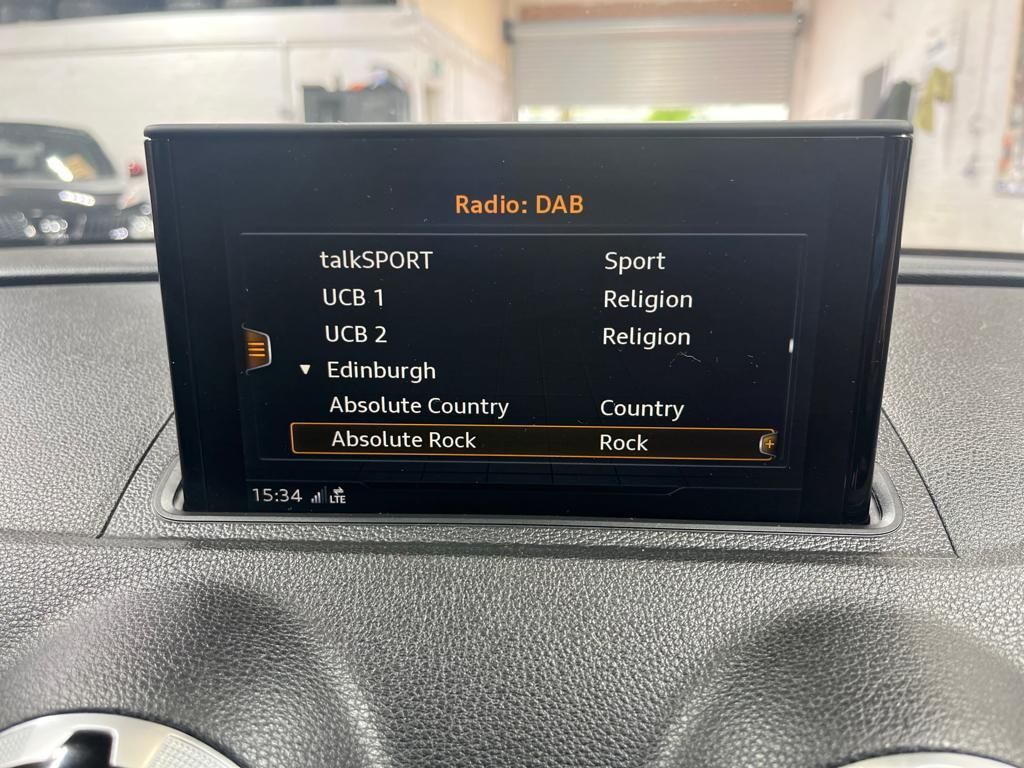 Radio: DAB
talkSPORT Sport
UCB 1 Religion
UCB 2 Religion
Edinburgh
Absolute Country Country
Absolute Rock Rock
15:34 LTE